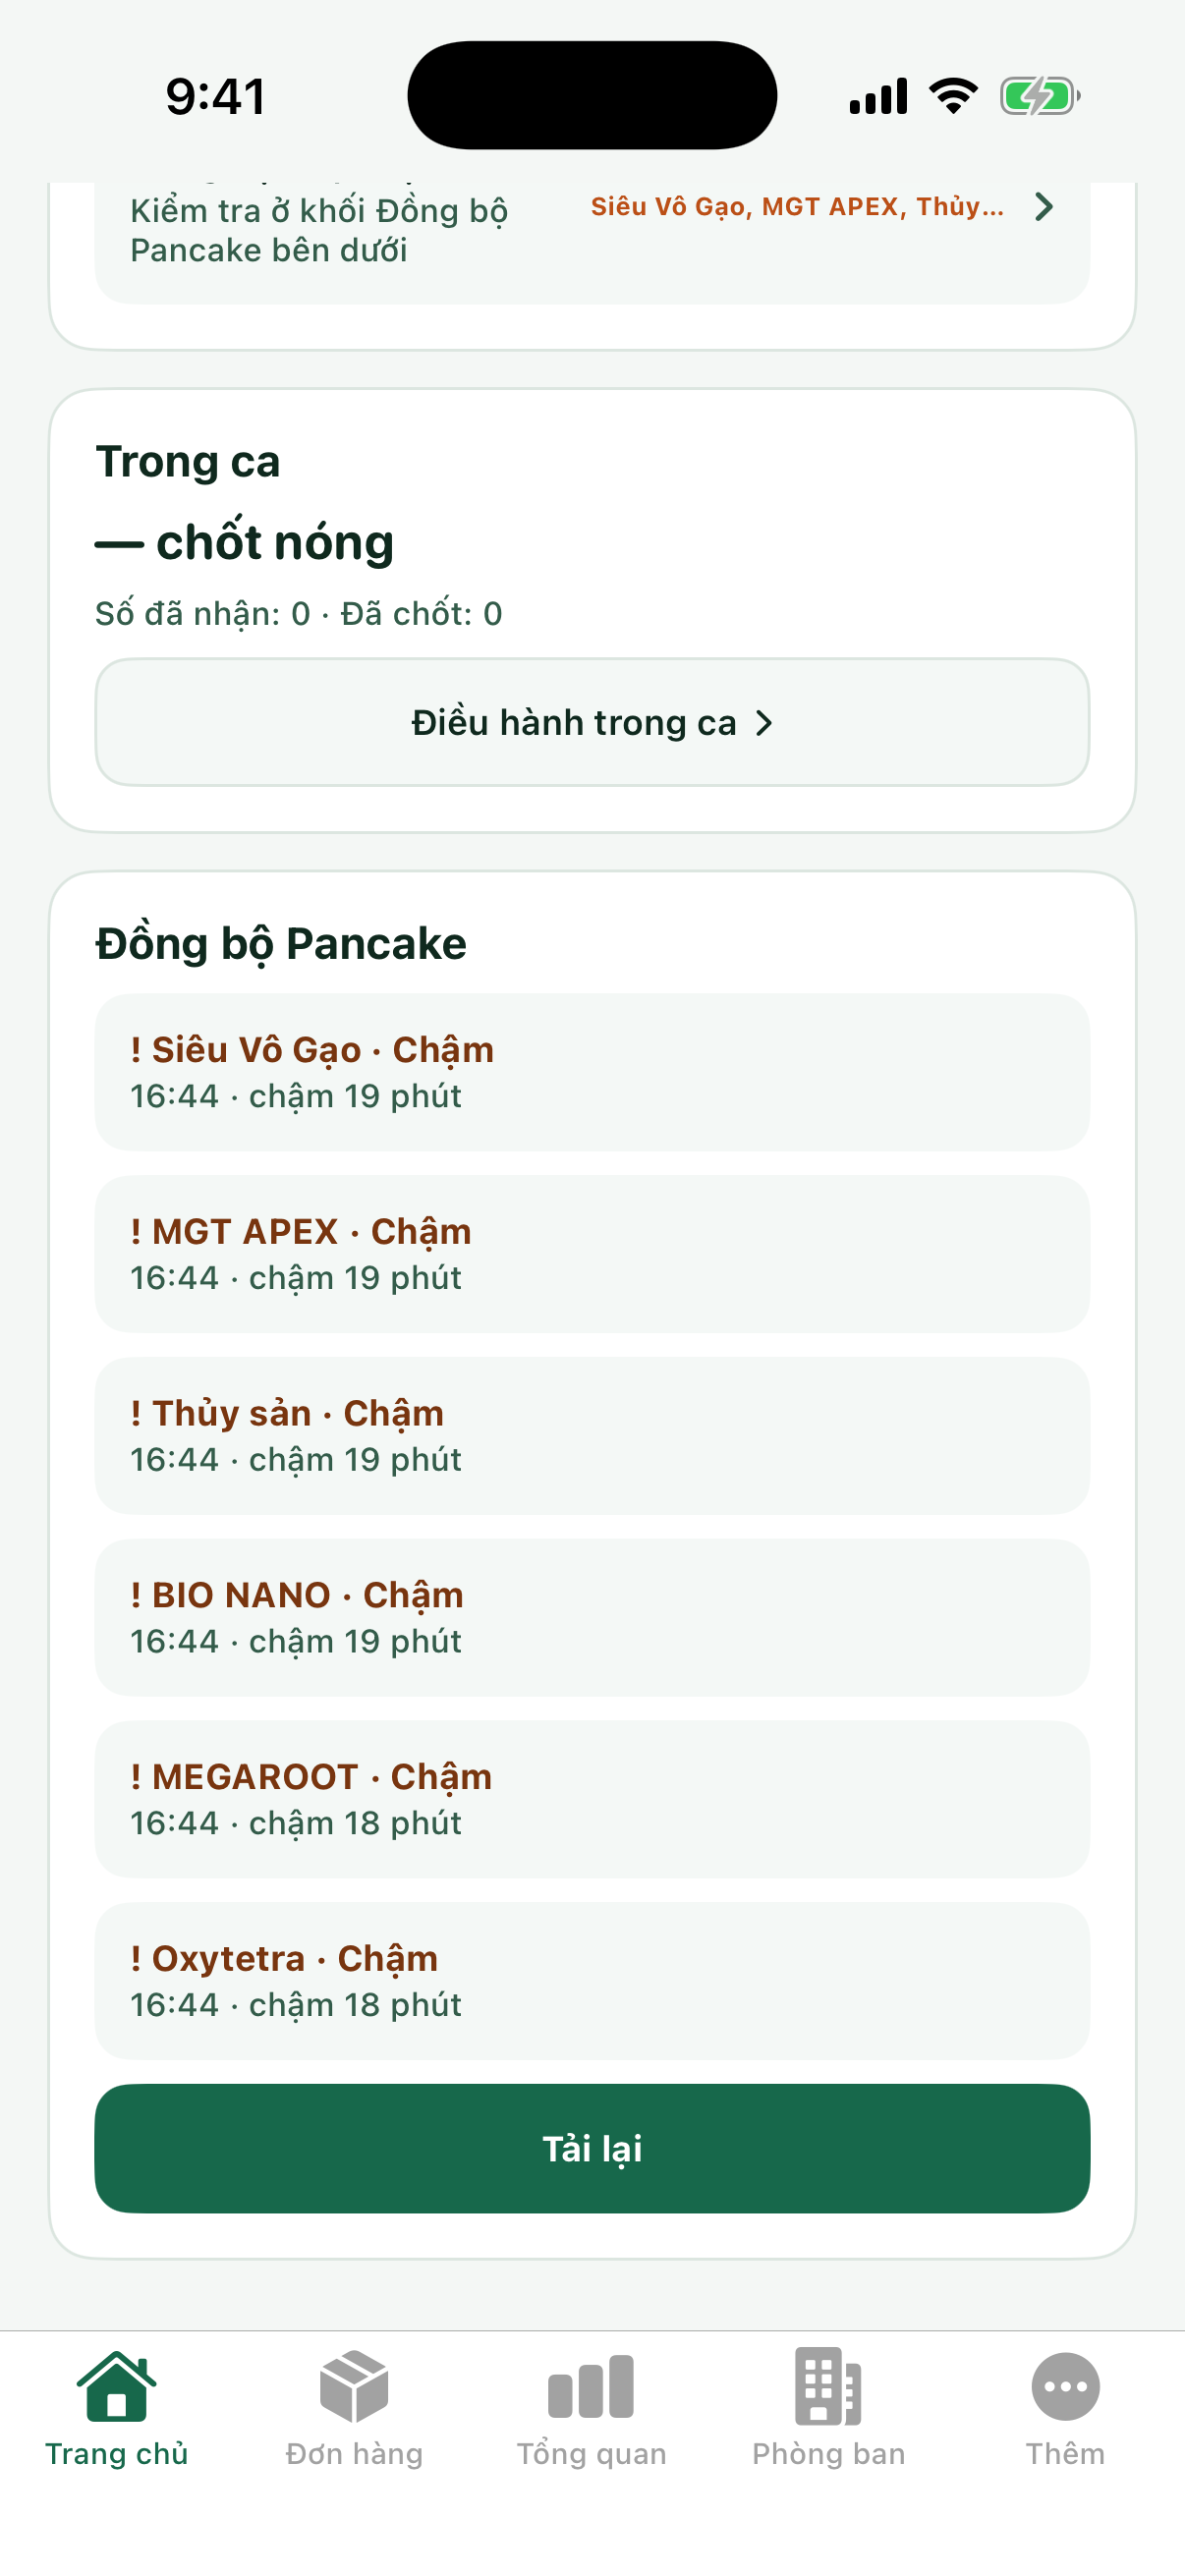 9:41
Kiểm tra ở khối Đồng bộ
Pancake bên dưới
Siêu Vô Gạo, MGT APEX, Thủy...
Trong ca
— chốt nóng
Số đã nhận: 0 · Đã chốt: 0
Điều hành trong ca
Đồng bộ Pancake
! Siêu Vô Gạo · Chậm
16:44 · chậm 19 phút
! MGT APEX · Chậm
16:44 · chậm 19 phút
! Thủy sản · Chậm
16:44 · chậm 19 phút
! BIO NANO · Chậm
16:44 · chậm 19 phút
! MEGAROOT · Chậm
16:44 · chậm 18 phút
! Oxytetra · Chậm
16:44 · chậm 18 phút
Tải lại
Trang chủ
Đơn hàng
Tổng quan
Phòng ban
Thêm